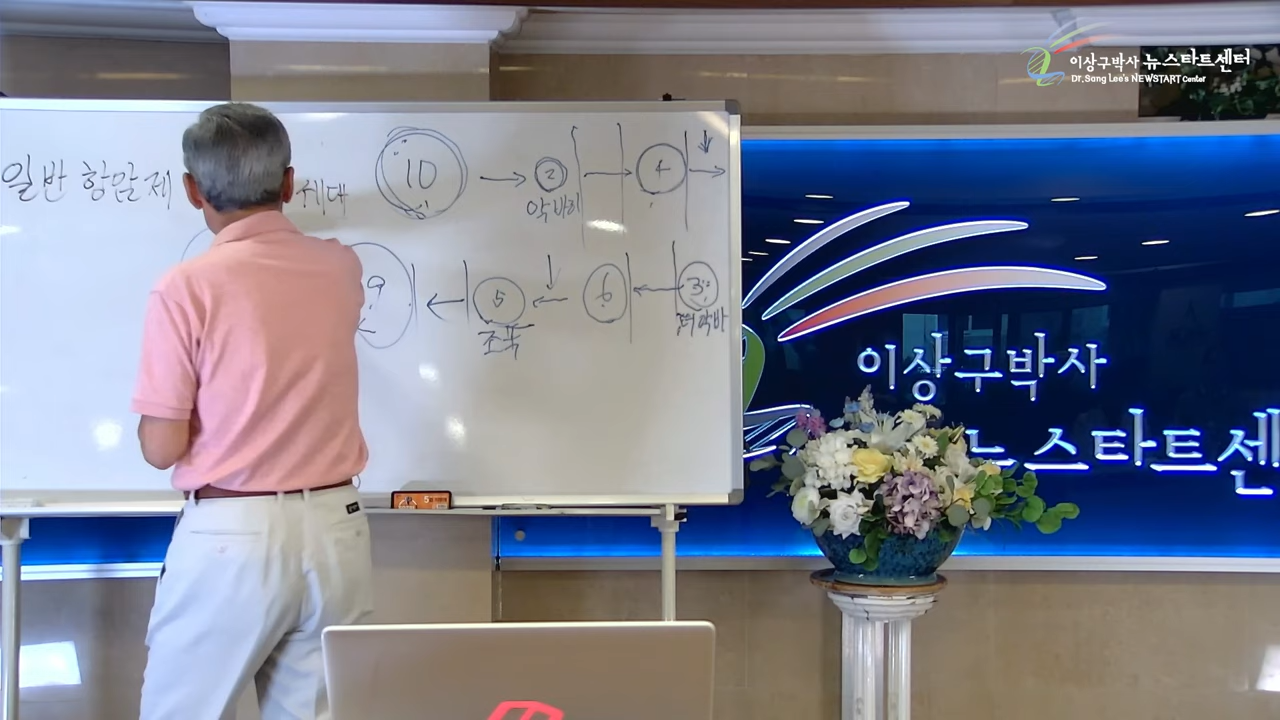 이상구박사 뉴스타트센터
Dr. Sang Lee's NEWSTART Center
일반 항암제 세대 10 → 2 → 4 →
악바리
9 ← 5 ← 6 ← 3
조폭
이상구박사
뉴스타트센